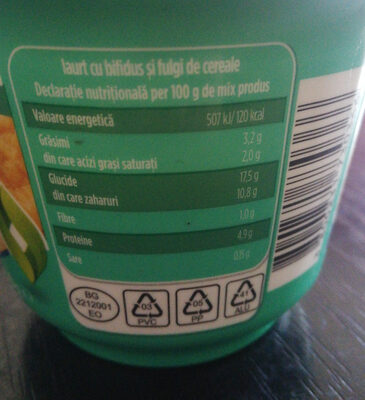 Iaurt cu bifidus și fulgi de cereale
Declarație nutrițională per 100 g de mix produs
Valoare energetică 507 kJ/120 kcal
Grăsimi 3,2 g
din care acizi grași saturati 2,0 g
Glucide 17,5 g
din care zaharuri 10,8 g
Fibre 1,0 g
Proteine 4,9 g
Sare 0,15 g
BG
2212001
EO
03
PVC
05
PP
41
ALU